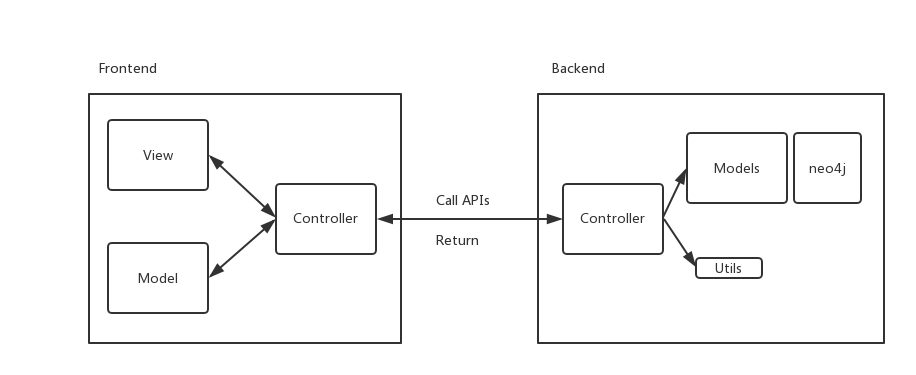 Frontend
View
Controller
Model
Call APIs
Return
Backend
Controller
Models
neo4j
Utils